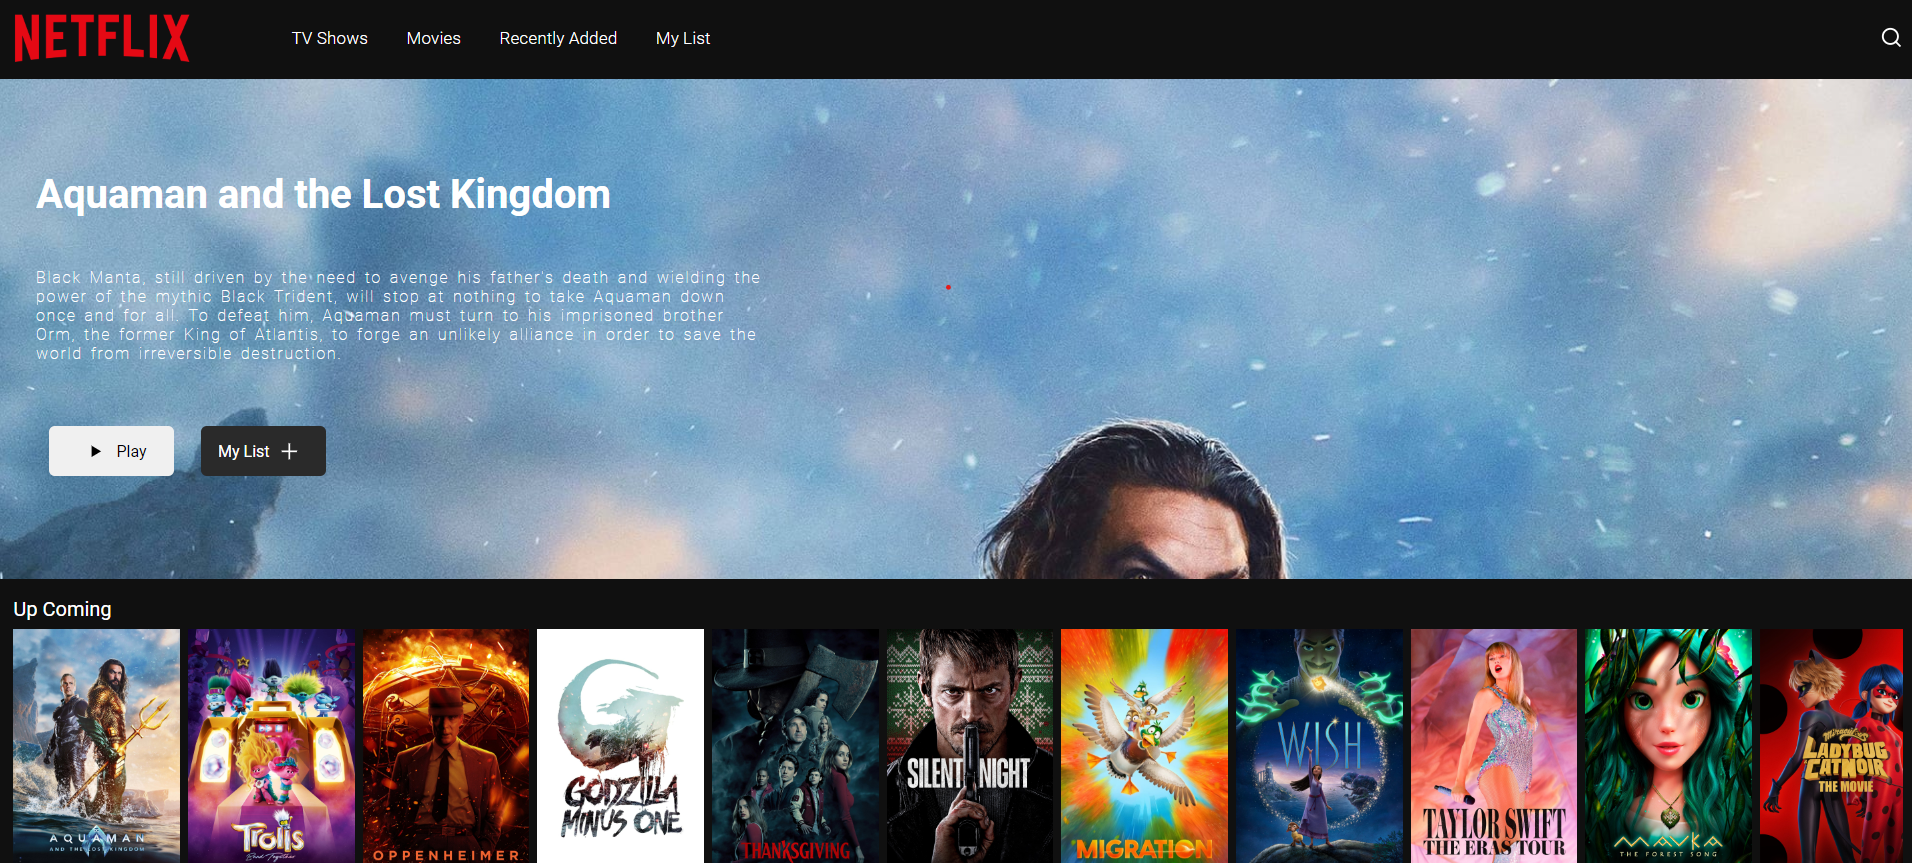 NETFLIX
TV Shows
Movies
Recently Added
My List
Aquaman and the Lost Kingdom
Black Manta, still driven by the need to avenge his father's death and wielding the
power of the mythic Black Trident, will stop at nothing to take Aquaman down
once and for all. To defeat him, Aquaman must turn to his imprisoned brother
Orm, the former King of Atlantis, to forge an unlikely alliance in order to save the
world from irreversible destruction.
Play
My List
Up Coming
AQUAMAN
AND THE LOST KINGDOM
Trolls
Band Together
OPPENHEIMER
GODZILLA
MINUS ONE
THANKSGIVING
SILENT NIGHT
MIGRATION
WISH
TAYLOR SWIFT
THE ERAS TOUR
MAVKA
THE FOREST SONG
Miraculous
LADYBUG
CATNOIR
THE MOVIE